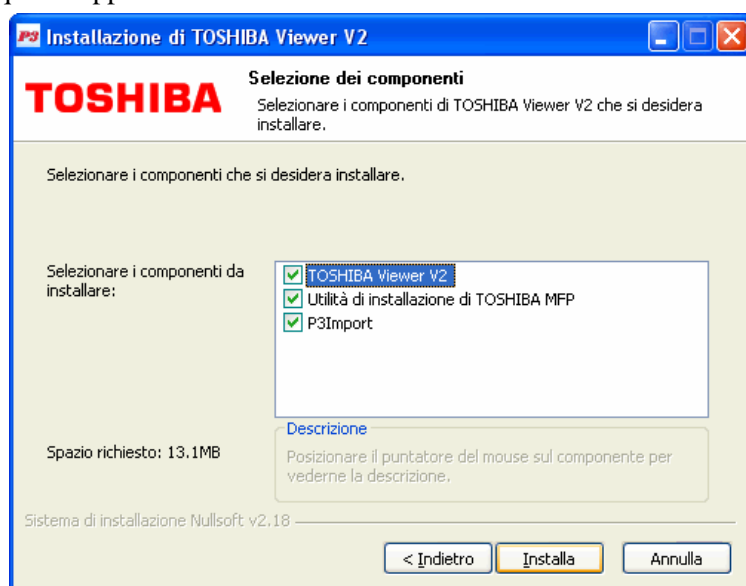 P3 Installazione di TOSHIBA Viewer V2
TOSHIBA
Selezione dei componenti
Selezionare i componenti di TOSHIBA Viewer V2 che si desidera
installare.
Selezionare i componenti che si desidera installare.
Selezionare i componenti da
installare:
TOSHIBA Viewer V2
Utilità di installazione di TOSHIBA MFP
P3Import
Spazio richiesto: 13.1MB
Descrizione
Posizionare il puntatore del mouse sul componente per
vederne la descrizione.
Sistema di installazione Nullsoft v2.18
< Indietro
Installa
Annulla